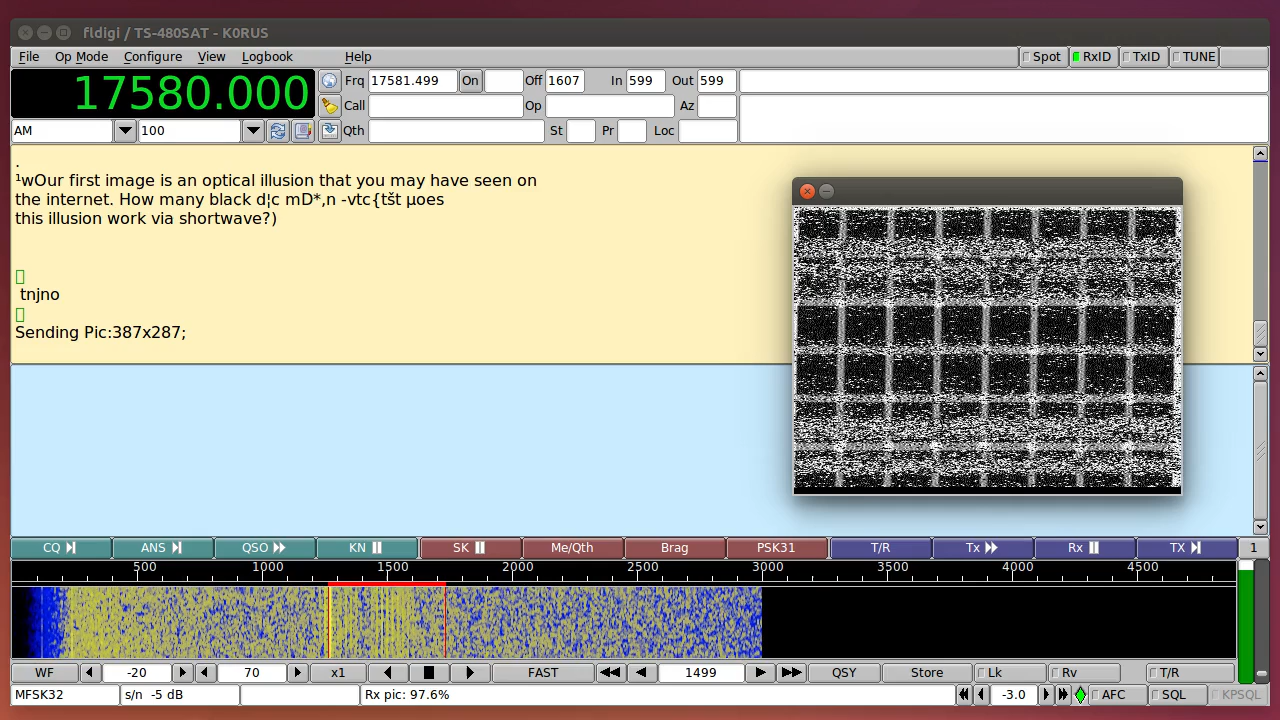 fldigi / TS-480SAT - K0RUS
File Op Mode Configure View Logbook Help Spot RxID TxID TUNE
17580.000 Frq 17581.499 On Off 1607 In 599 Out 599
Call Op Az
AM 100 Qth St Pr Loc
.
¹wOur first image is an optical illusion that you may have seen on
the internet. How many black d¦c mD*,n -vtc{tšt µoes
this illusion work via shortwave?)
tnjno
Sending Pic:387x287;
CQ ANS QSO KN SK Me/Qth Brag PSK31 T/R Tx Rx TX 1
500 1000 1500 2000 2500 3000 3500 4000 4500
WF -20 70 x1 FAST 1499 QSY Store Lk Rv T/R
MFSK32 s/n -5 dB Rx pic: 97.6% -3.0 AFC SQL KPSQL